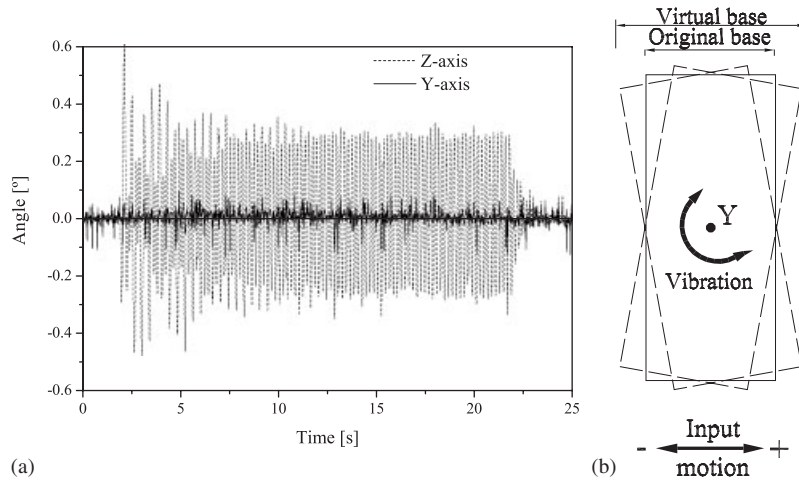 0.6
0.4
0.2
0.0
-0.2
-0.4
-0.6
Angle [º]
Z-axis
Y-axis
0 5 10 15 20 25
Time [s]
(a)
Virtual base
Original base
Y
Vibration
Input
- +
motion
(b)